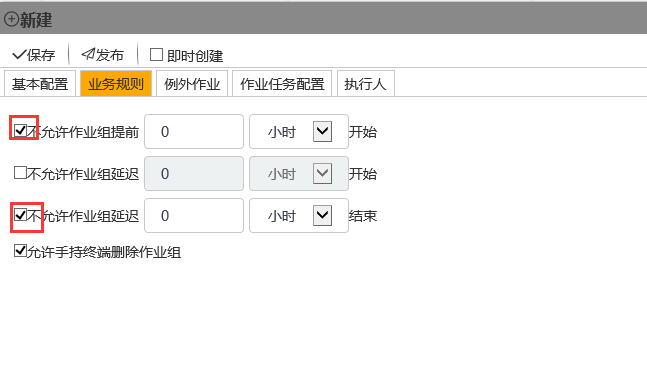 新建
保存 发布 即时创建
基本配置 业务规则 例外作业 作业任务配置 执行人
不允许作业组提前 0 小时 开始
不允许作业组延迟 0 小时 开始
不允许作业组延迟 0 小时 结束
允许手持终端删除作业组